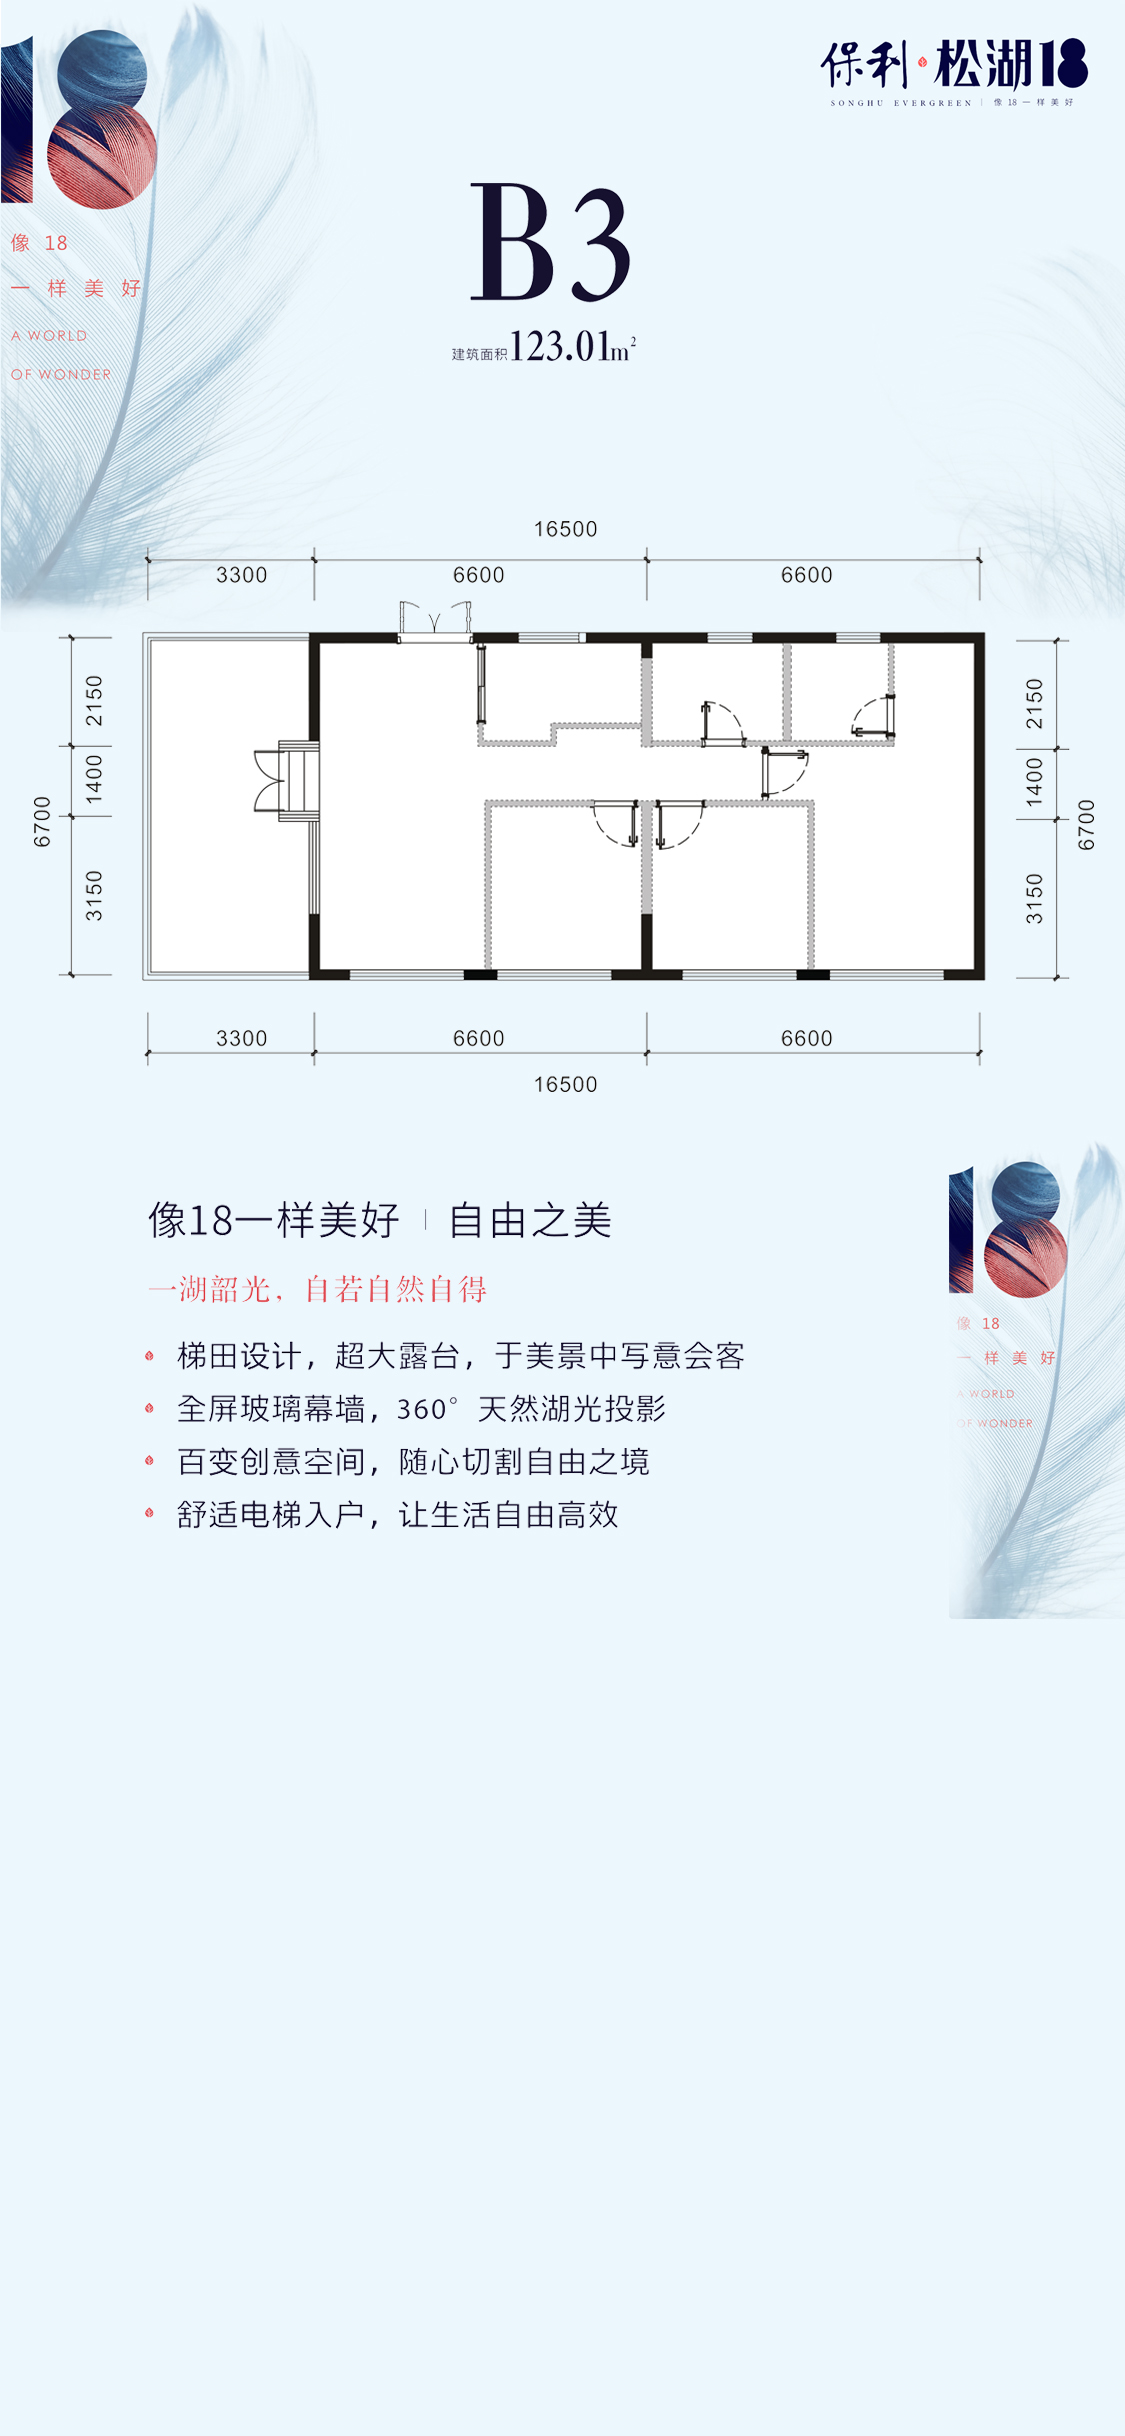 18
像 18
一样美好
A WORLD
OF WONDER
保利·松湖18
SONGHU EVERGREEN | 像18一样美好
B3
建筑面积123.01m²
16500
3300 6600 6600
2150
1400
3150
6700
2150
1400
3150
6700
3300 6600 6600
16500
像18一样美好 | 自由之美
一湖韶光，自若自然自得
梯田设计，超大露台，于美景中写意会客
全屏玻璃幕墙，360°天然湖光投影
百变创意空间，随心切割自由之境
舒适电梯入户，让生活自由高效
18
像 18
一样美好
A WORLD
OF WONDER